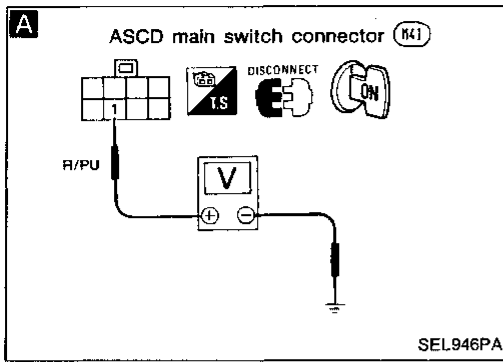 A
ASCD main switch connector M41
DISCONNECT
T.S
ON
1
R/PU
V
+ −
SEL946PA